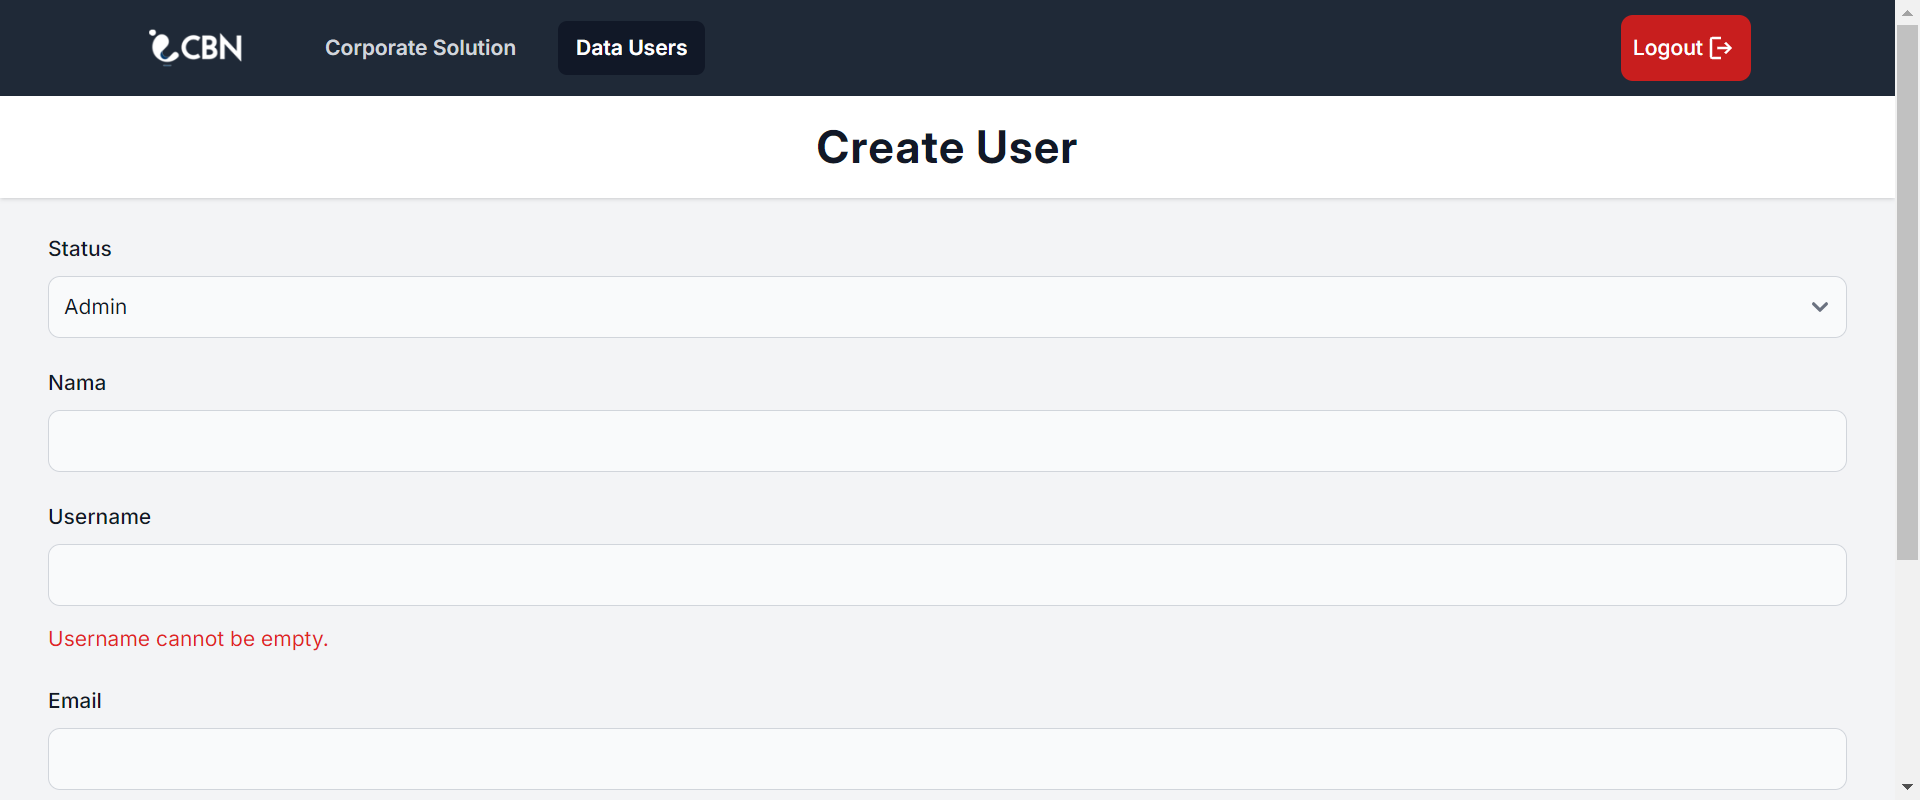 CBN
Corporate Solution
Data Users
Logout
Create User
Status
Admin
Nama
Username
Username cannot be empty.
Email